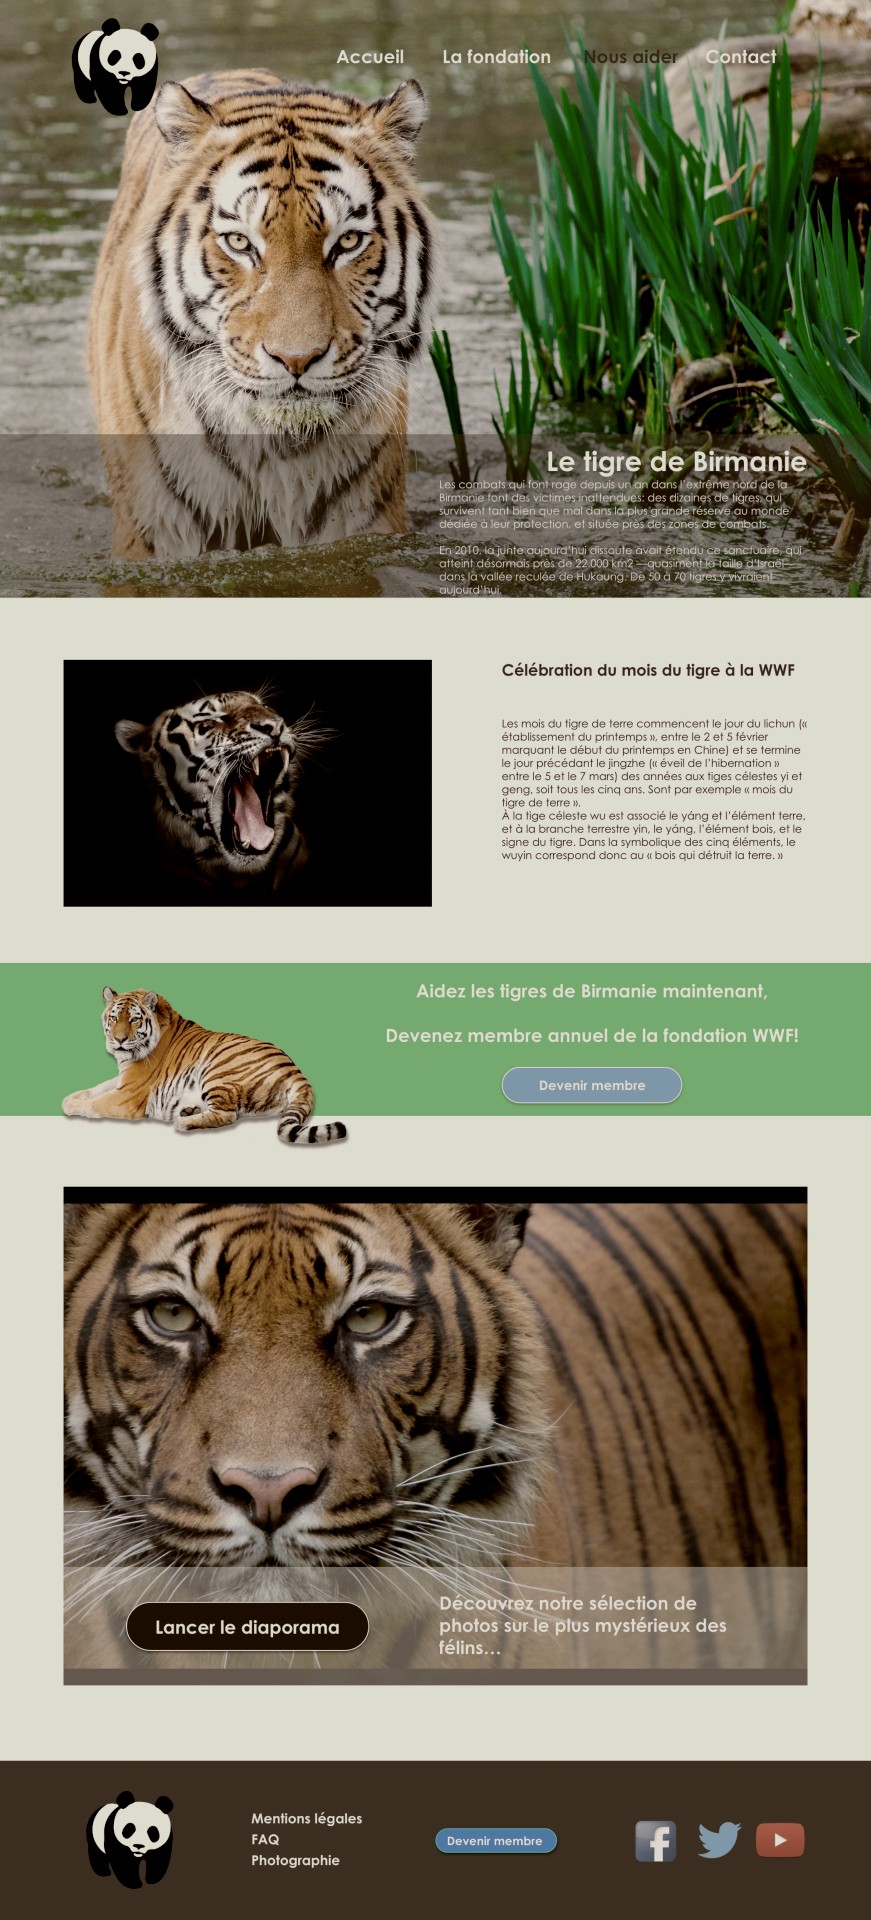 Accueil La fondation Nous aider Contact
Le tigre de Birmanie
Les combats qui font rage depuis un an dans l'extrême nord de la
Birmanie font des victimes inattendues: des dizaines de tigres, qui
survivent tant bien que mal dans la plus grande réserve au monde
dédiée à leur protection, et située près des zones de combats.
En 2010, la junte aujourd'hui dissoute avait étendu ce sanctuaire, qui
atteint désormais près de 22.000 km2 —quasiment la taille d'Israël—
dans la vallée reculée de Hukaung. De 50 à 70 tigres y vivraient
aujourd'hui.
Célébration du mois du tigre à la WWF
Les mois du tigre de terre commencent le jour du lichun («
établissement du printemps », entre le 2 et 5 février
marquant le début du printemps en Chine) et se termine
le jour précédant le jingzhe (« éveil de l'hibernation »
entre le 5 et le 7 mars) des années aux tiges célestes yi et
geng, soit tous les cinq ans. Sont par exemple « mois du
tigre de terre ».
À la tige céleste wu est associé le yáng et l'élément terre,
et à la branche terrestre yin, le yáng, l'élément bois, et le
signe du tigre. Dans la symbolique des cinq éléments, le
wuyin correspond donc au « bois qui détruit la terre. »
Aidez les tigres de Birmanie maintenant,
Devenez membre annuel de la fondation WWF!
Devenir membre
Découvrez notre sélection de
photos sur le plus mystérieux des
félins...
Lancer le diaporama
Mentions légales
FAQ
Photographie
Devenir membre
f